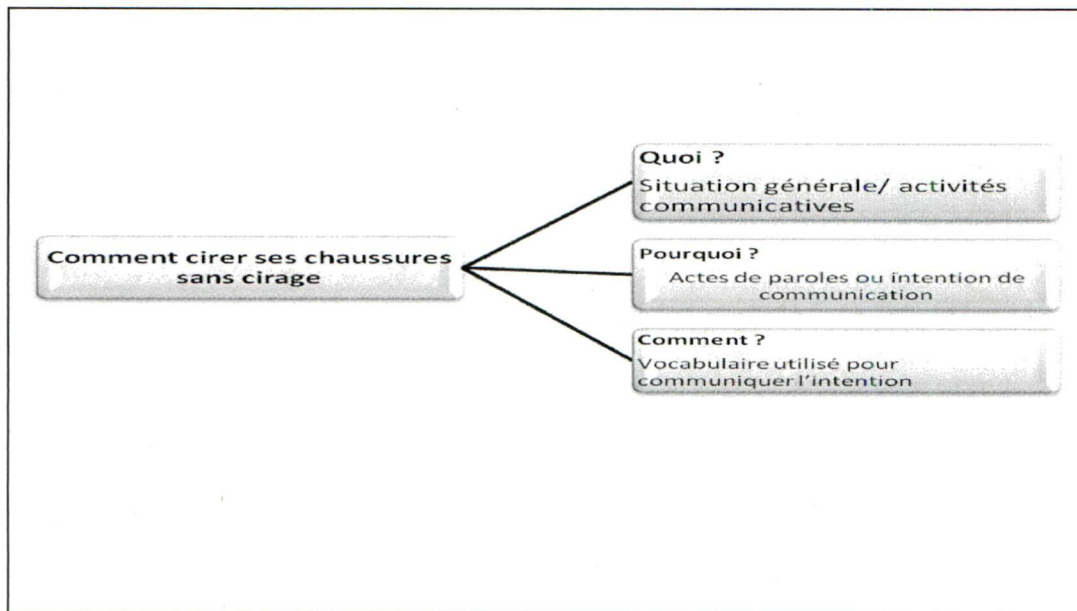 Comment cirer ses chaussures
sans cirage
Quoi ?
Situation générale/ activités
communicatives
Pourquoi ?
Actes de paroles ou intention de
communication
Comment ?
Vocabulaire utilisé pour
communiquer l'intention